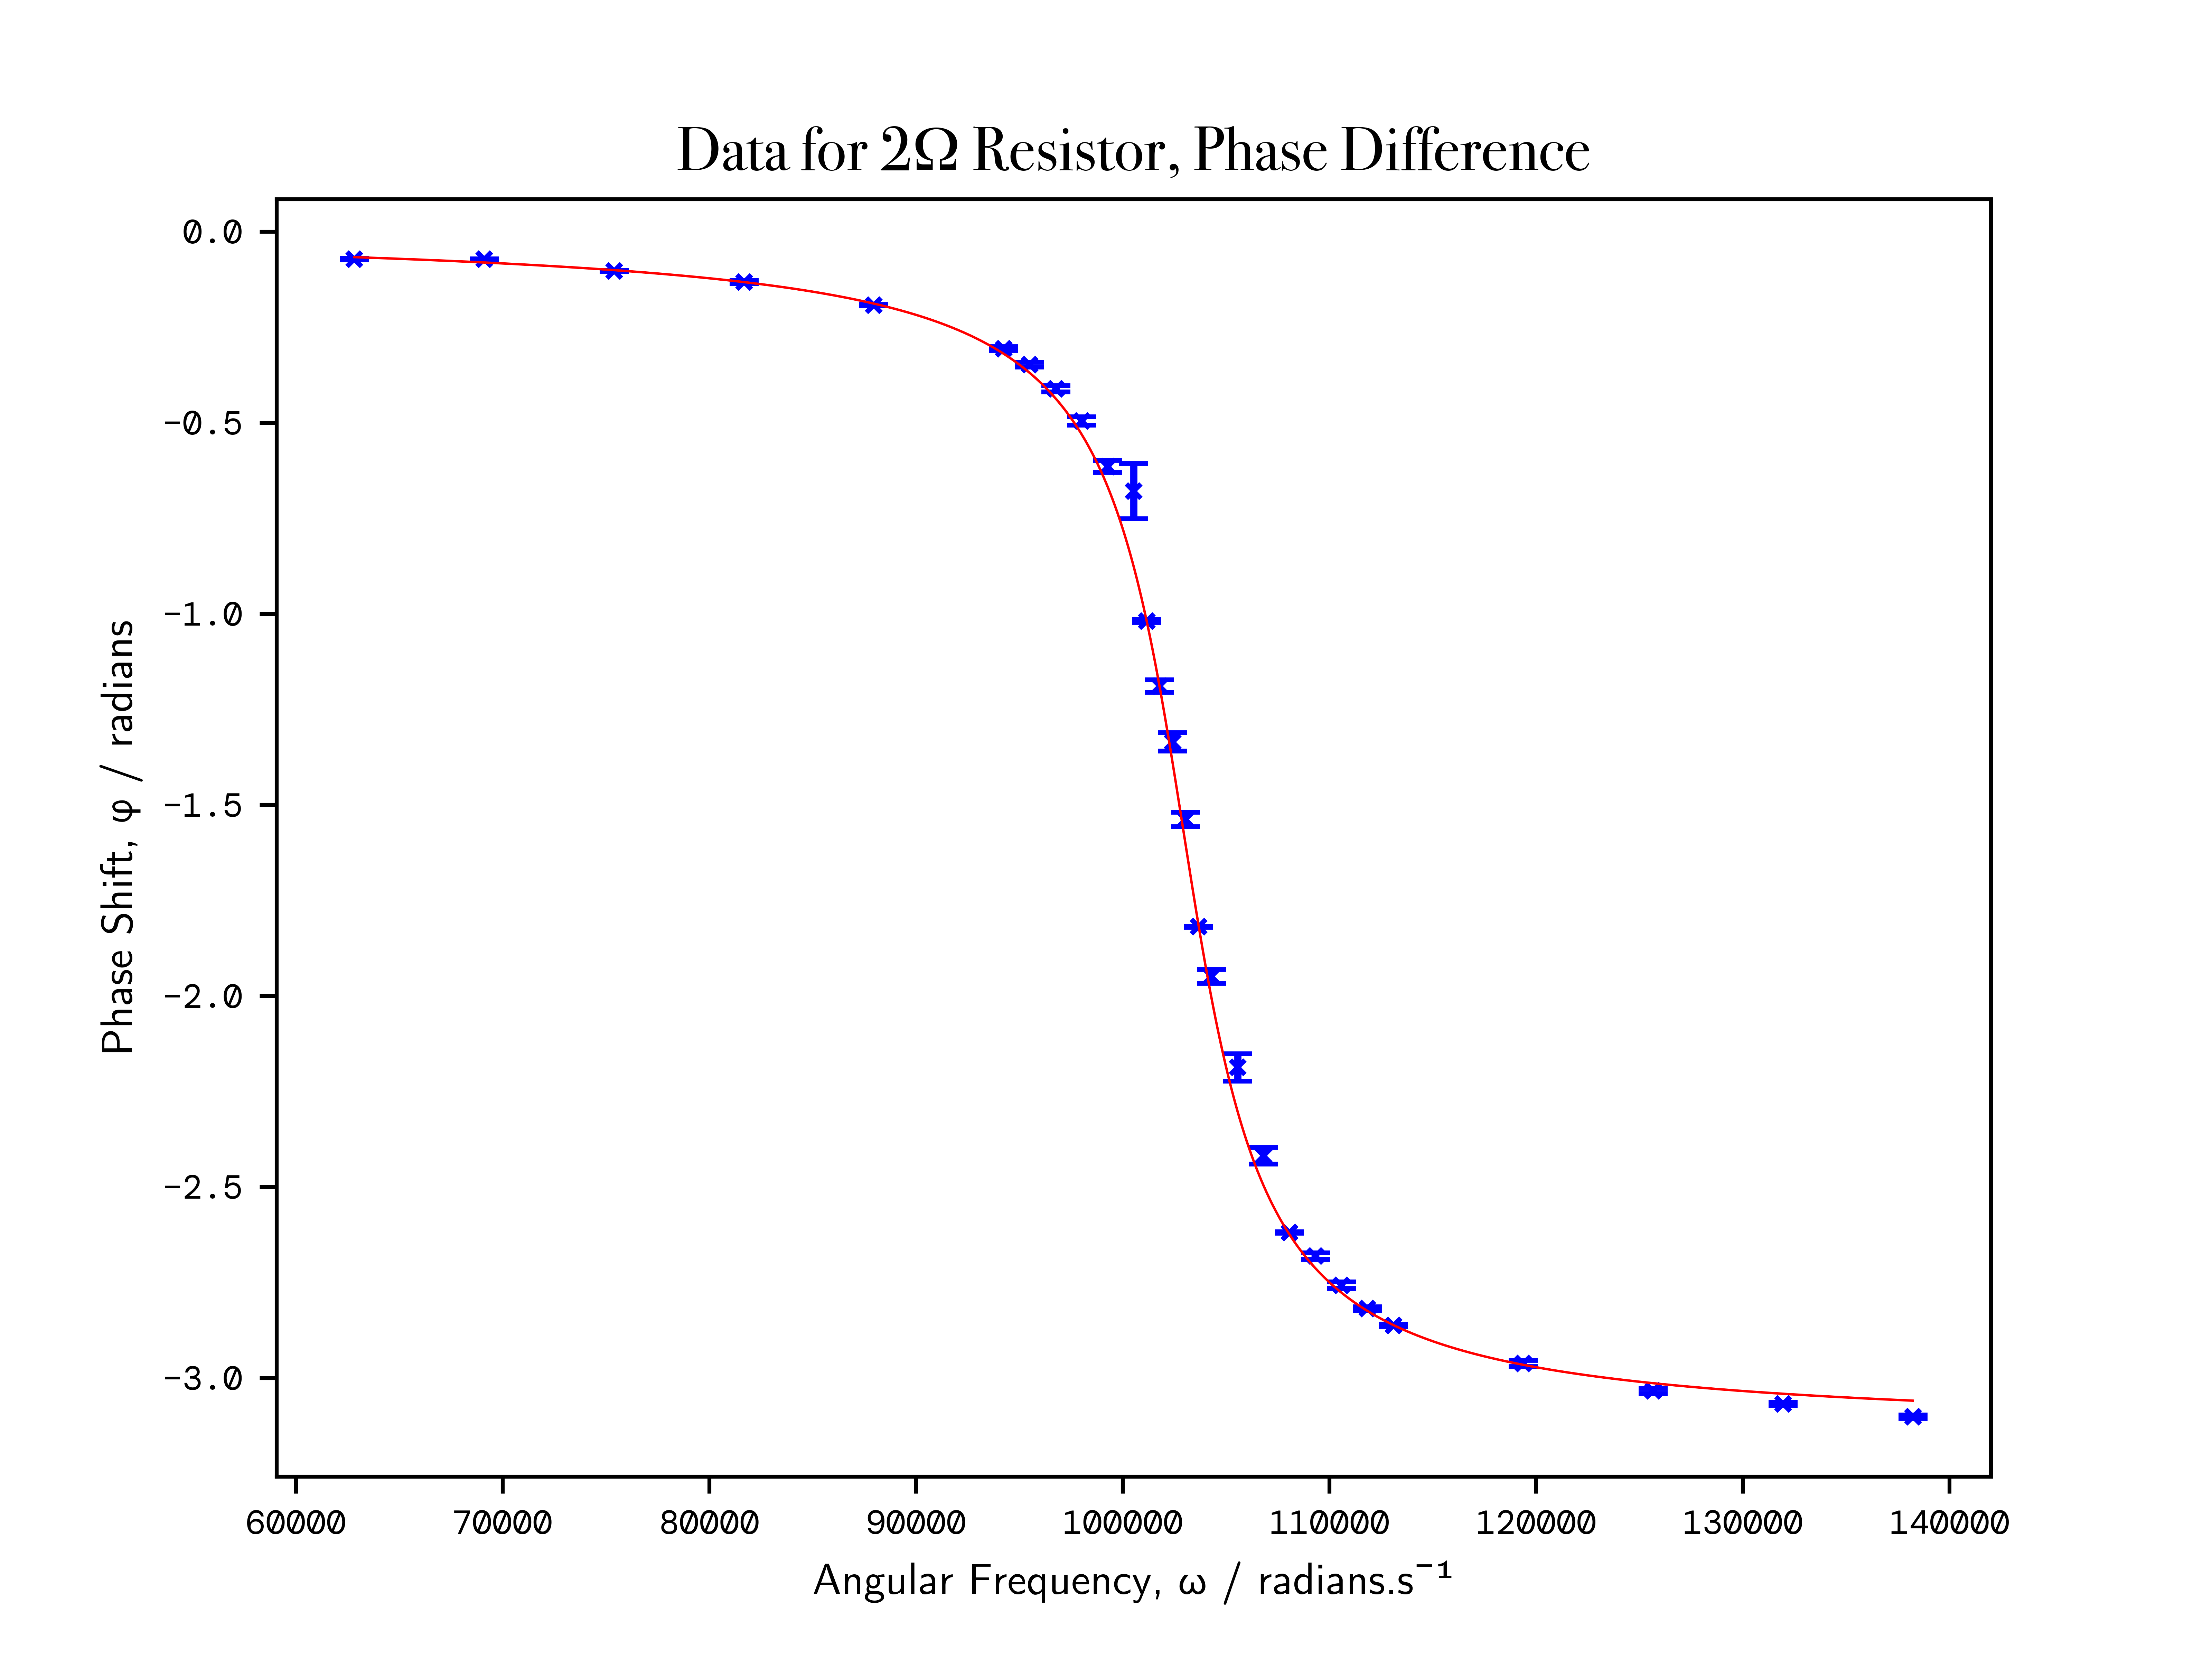 Data for 2Ω Resistor, Phase Difference
0.0
−0.5
−1.0
−1.5
−2.0
−2.5
−3.0
Phase Shift, φ / radians
60000 70000 80000 90000 100000 110000 120000 130000 140000
Angular Frequency, ω / radians.s⁻¹